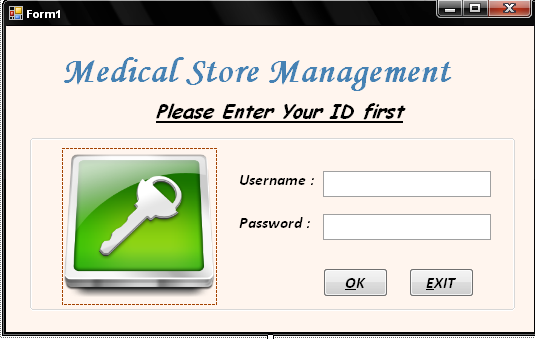 Form1
Medical Store Management
Please Enter Your ID first
Username :
Password :
OK EXIT